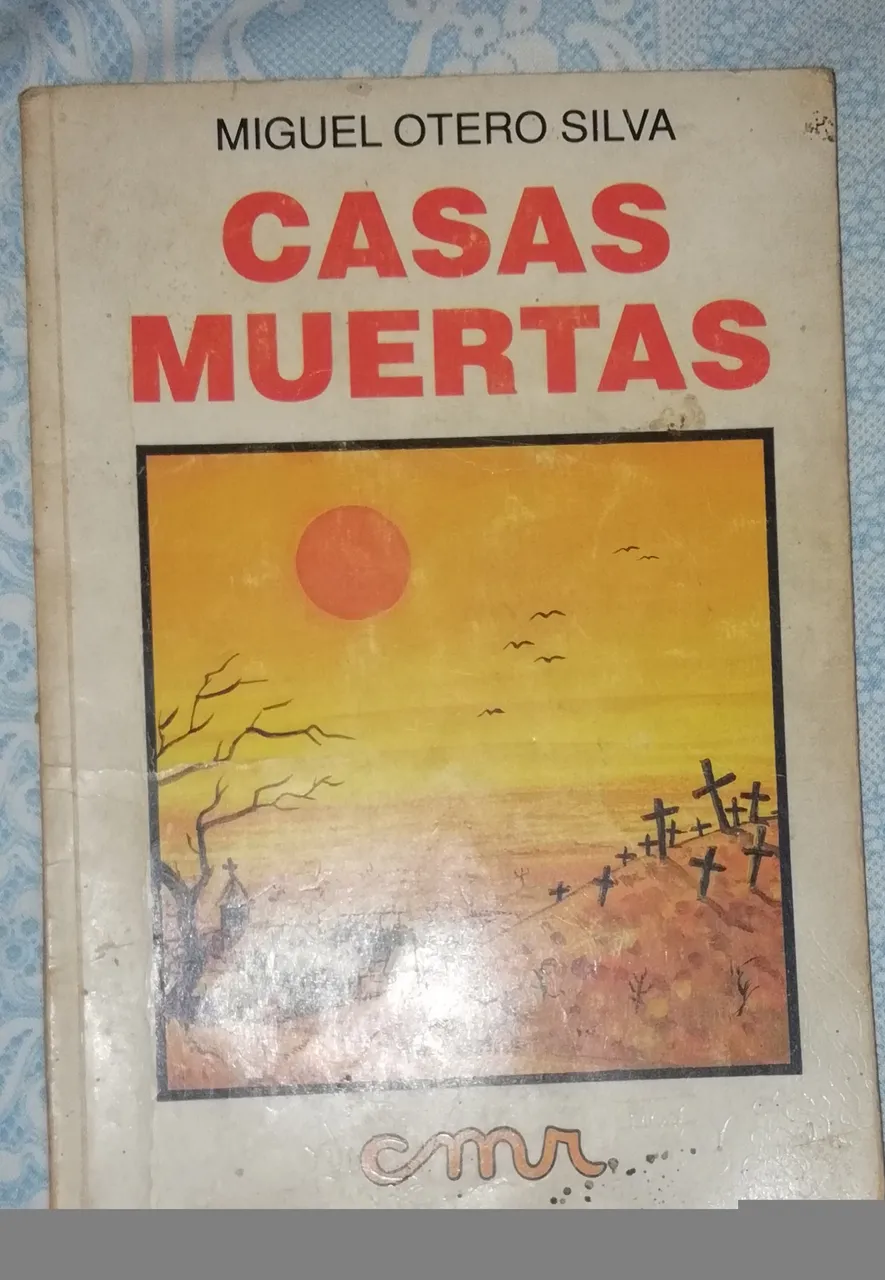 MIGUEL OTERO SILVA
CASAS
MUERTAS
cmr